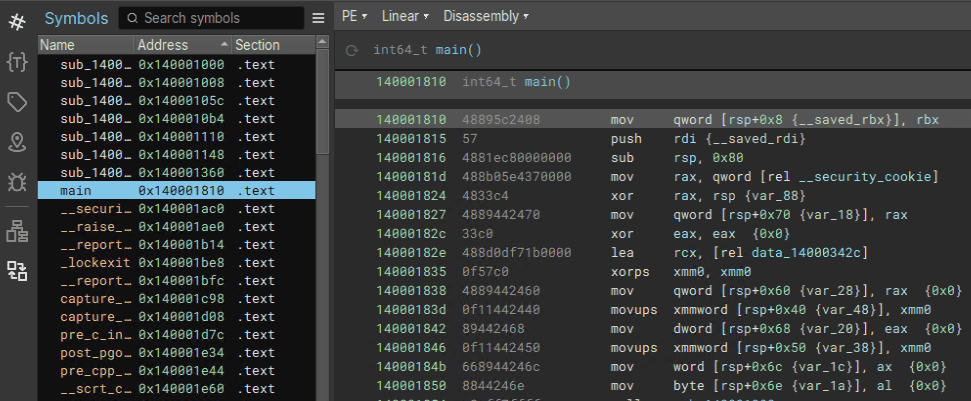 Symbols
Search symbols
Name Address Section
sub_1400… 0x140001000 .text
sub_1400… 0x140001008 .text
sub_1400… 0x14000105c .text
sub_1400… 0x1400010b4 .text
sub_1400… 0x140001110 .text
sub_1400… 0x140001148 .text
sub_1400… 0x140001360 .text
main 0x140001810 .text
__securi… 0x140001ac0 .text
__raise_… 0x140001ae0 .text
__report… 0x140001b14 .text
_lockexit 0x140001be8 .text
__report… 0x140001bfc .text
capture_… 0x140001c98 .text
capture_… 0x140001d08 .text
pre_c_in… 0x140001d7c .text
post_pgo… 0x140001e34 .text
pre_cpp_… 0x140001e44 .text
__scrt_c… 0x140001e60 .text
PE Linear Disassembly
int64_t main()
140001810 int64_t main()
140001810 48895c2408 mov qword [rsp+0x8 {__saved_rbx}], rbx
140001815 57 push rdi {__saved_rdi}
140001816 4881ec80000000 sub rsp, 0x80
14000181d 488b05e4370000 mov rax, qword [rel __security_cookie]
140001824 4833c4 xor rax, rsp {var_88}
140001827 4889442470 mov qword [rsp+0x70 {var_18}], rax
14000182c 33c0 xor eax, eax {0x0}
14000182e 488d0df71b0000 lea rcx, [rel data_14000342c]
140001835 0f57c0 xorps xmm0, xmm0
140001838 4889442460 mov qword [rsp+0x60 {var_28}], rax {0x0}
14000183d 0f11442440 movups xmmword [rsp+0x40 {var_48}], xmm0
140001842 89442468 mov dword [rsp+0x68 {var_20}], eax {0x0}
140001846 0f11442450 movups xmmword [rsp+0x50 {var_38}], xmm0
14000184b 668944246c mov word [rsp+0x6c {var_1c}], ax {0x0}
140001850 8844246e mov byte [rsp+0x6e {var_1a}], al {0x0}